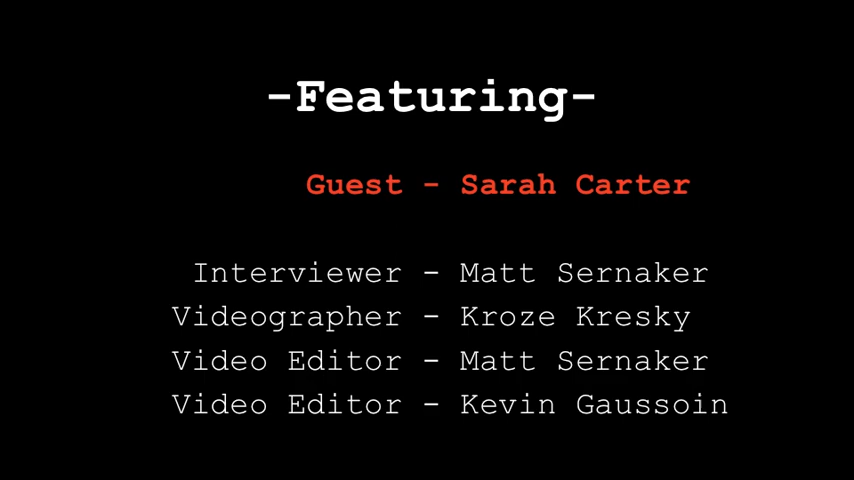 -Featuring-
Guest - Sarah Carter
Interviewer - Matt Sernaker
Videographer - Kroze Kresky
Video Editor - Matt Sernaker
Video Editor - Kevin Gaussoin